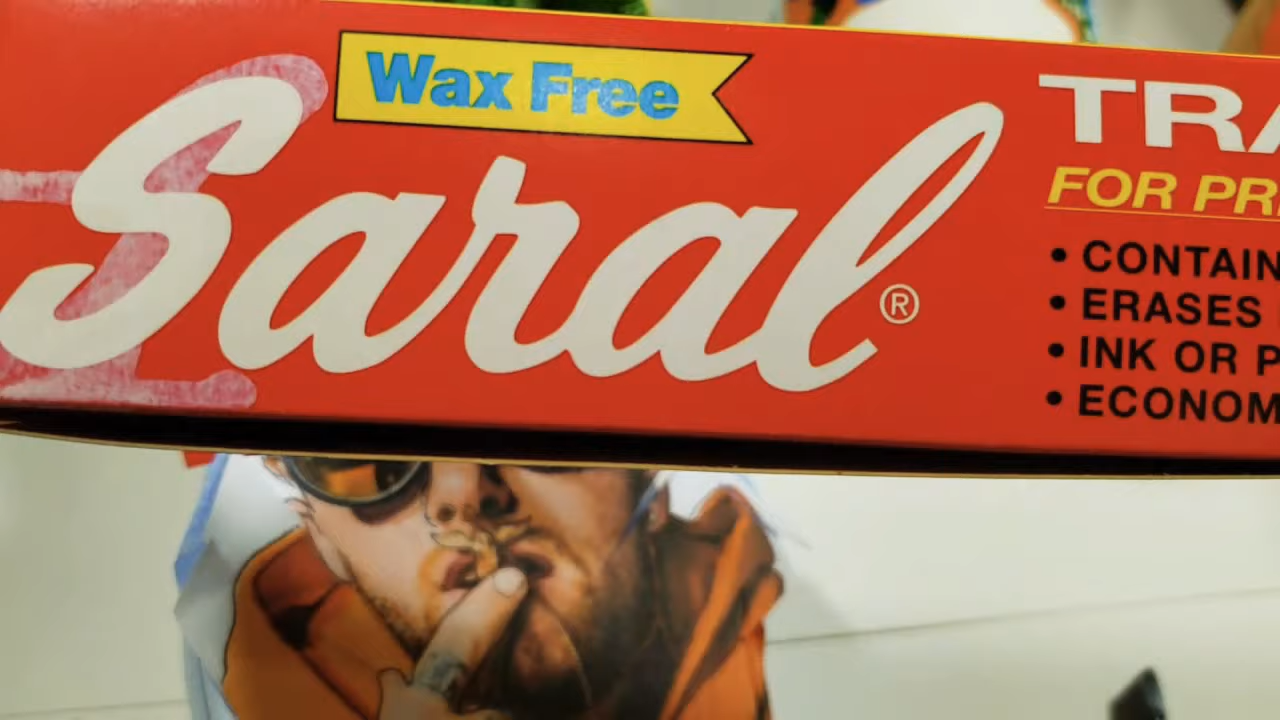 Wax Free
Saral®
TRA
FOR PR
• CONTAIN
• ERASES
• INK OR P
• ECONOM